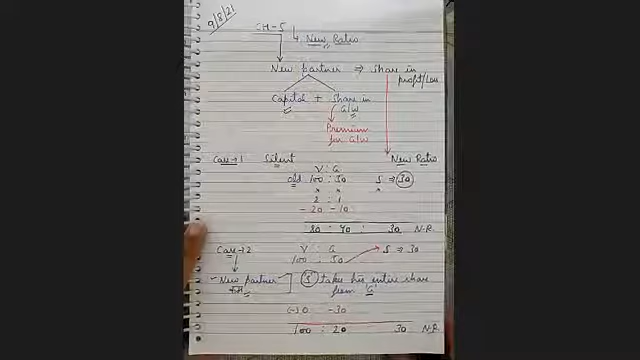 9/8/21
CH-5
New Ratio
New partner ⇒ share in
profit/loss
Capital + share in
G/W
Premium
for G/W
Case→1 Silent New Ratio
V : G
old 100 : 50 S ⇒ 30
2 : 1
- 20 - 10
80 : 40 : 30 N.R.
Case→2 V : G
100 : 50 S ⇒ 30
New partner S takes his entire share
from 'G'
(-) 0 - 30
100 : 20 30 N.R.